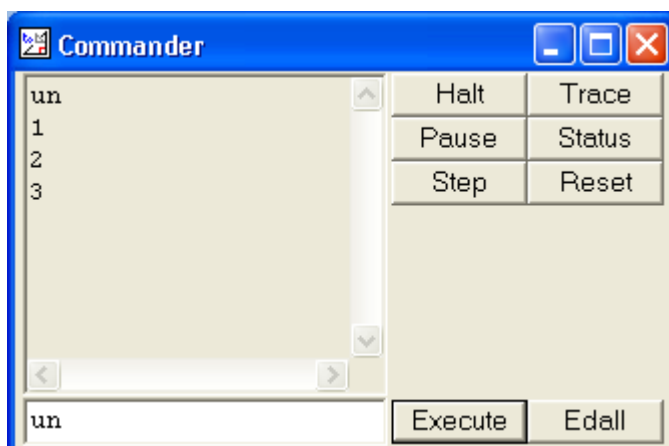 Commander
un
1
2
3
Halt
Trace
Pause
Status
Step
Reset
un
Execute
Edall